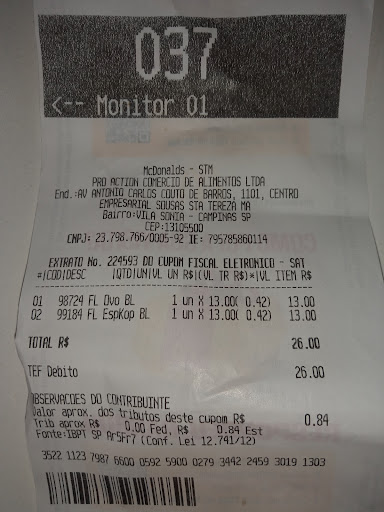 037
<-- Monitor 01
McDonalds - STM
PRO ACTION COMERCIO DE ALIMENTOS LTDA
End.:AV ANTONIO CARLOS COUTO DE BARROS, 1101, CENTRO
EMPRESARIAL SOUSAS STA TEREZA MA
Bairro:VILA SONIA - CAMPINAS SP
CEP:13105500
CNPJ: 23.798.766/0005-92 IE: 795785860114
EXTRATO No. 224593 DO CUPOM FISCAL ELETRONICO - SAT
#|COD|DESC |QTD|UN|VL UN R$|(VL TR R$)*|VL ITEM R$
01 98724 FL Ovo BL 1 un X 13.00( 0.42) 13.00
02 99184 FL EspKop BL 1 un X 13.00( 0.42) 13.00
TOTAL R$ 26.00
TEF Debito 26.00
OBSERVACOES DO CONTRIBUINTE
Valor aprox. dos tributos deste cupom R$ 0.84
Trib aprox R$ 0.00 Fed, R$ 0.84 Est
Fonte:IBPT SP Ar5Fr7 (Conf. Lei 12.741/12)
3522 1123 7987 6600 0592 5900 0279 3442 2459 3019 1303